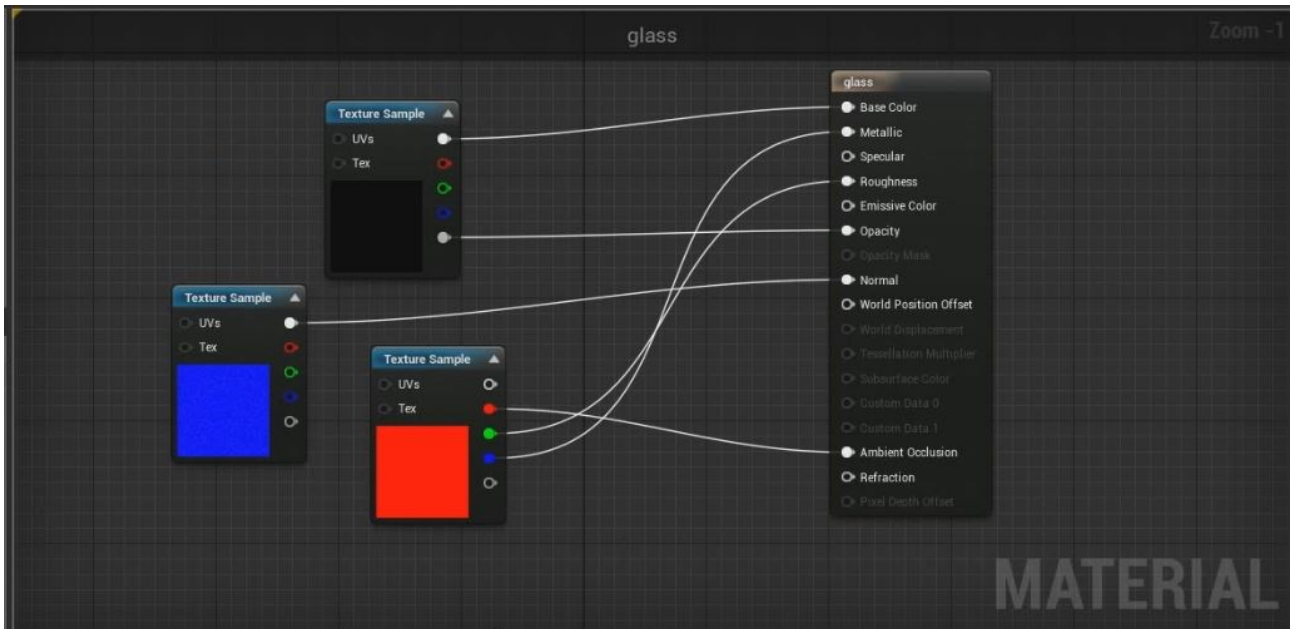 glass
Zoom -1
Texture Sample
UVs
Tex
Texture Sample
UVs
Tex
Texture Sample
UVs
Tex
glass
Base Color
Metallic
Specular
Roughness
Emissive Color
Opacity
Opacity Mask
Normal
World Position Offset
World Displacement
Tessellation Multiplier
Subsurface Color
Custom Data 0
Custom Data 1
Ambient Occlusion
Refraction
Pixel Depth Offset
MATERIAL